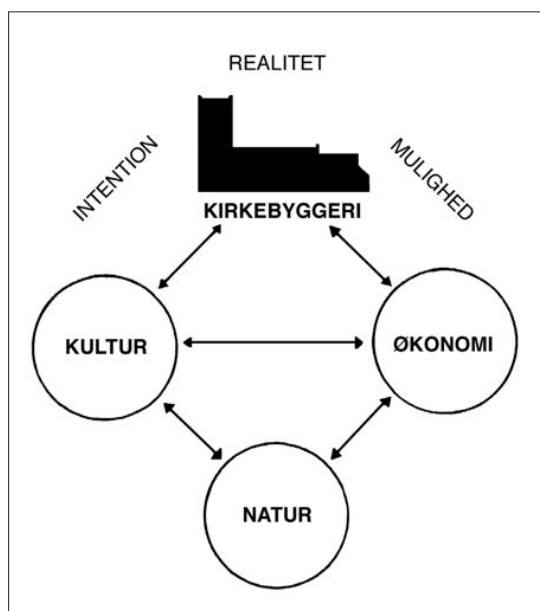 REALITET
INTENTION
MULIGHED
KIRKEBYGGERI
KULTUR
ØKONOMI
NATUR